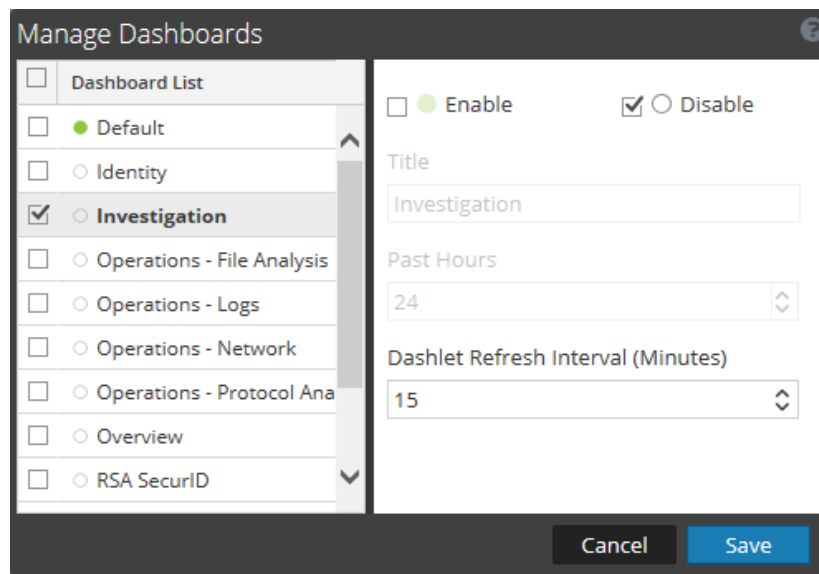 Manage Dashboards
?
Dashboard List
Default
Identity
Investigation
Operations - File Analysis
Operations - Logs
Operations - Network
Operations - Protocol Ana
Overview
RSA SecurID
Enable
Disable
Title
Investigation
Past Hours
24
Dashlet Refresh Interval (Minutes)
15
Cancel
Save